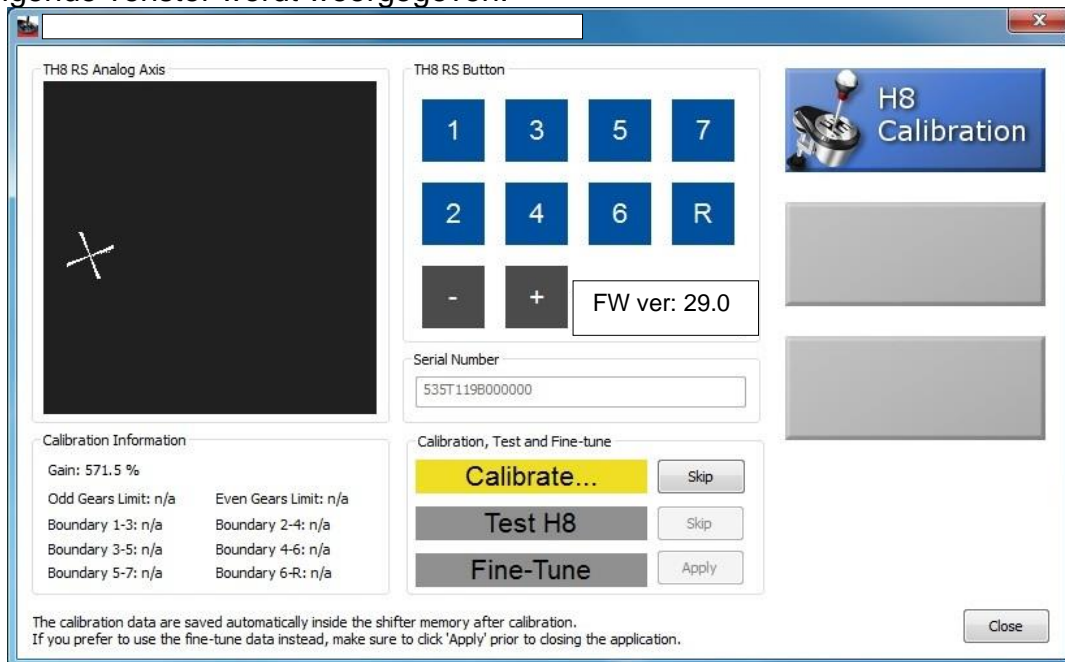 TH8 RS Analog Axis
TH8 RS Button
1 3 5 7
2 4 6 R
- +
FW ver: 29.0
H8
Calibration
Serial Number
535T119B000000
Calibration Information
Gain: 571.5 %
Odd Gears Limit: n/a Even Gears Limit: n/a
Boundary 1-3: n/a Boundary 2-4: n/a
Boundary 3-5: n/a Boundary 4-6: n/a
Boundary 5-7: n/a Boundary 6-R: n/a
Calibration, Test and Fine-tune
Calibrate... Skip
Test H8 Skip
Fine-Tune Apply
The calibration data are saved automatically inside the shifter memory after calibration.
If you prefer to use the fine-tune data instead, make sure to click 'Apply' prior to closing the application.
Close